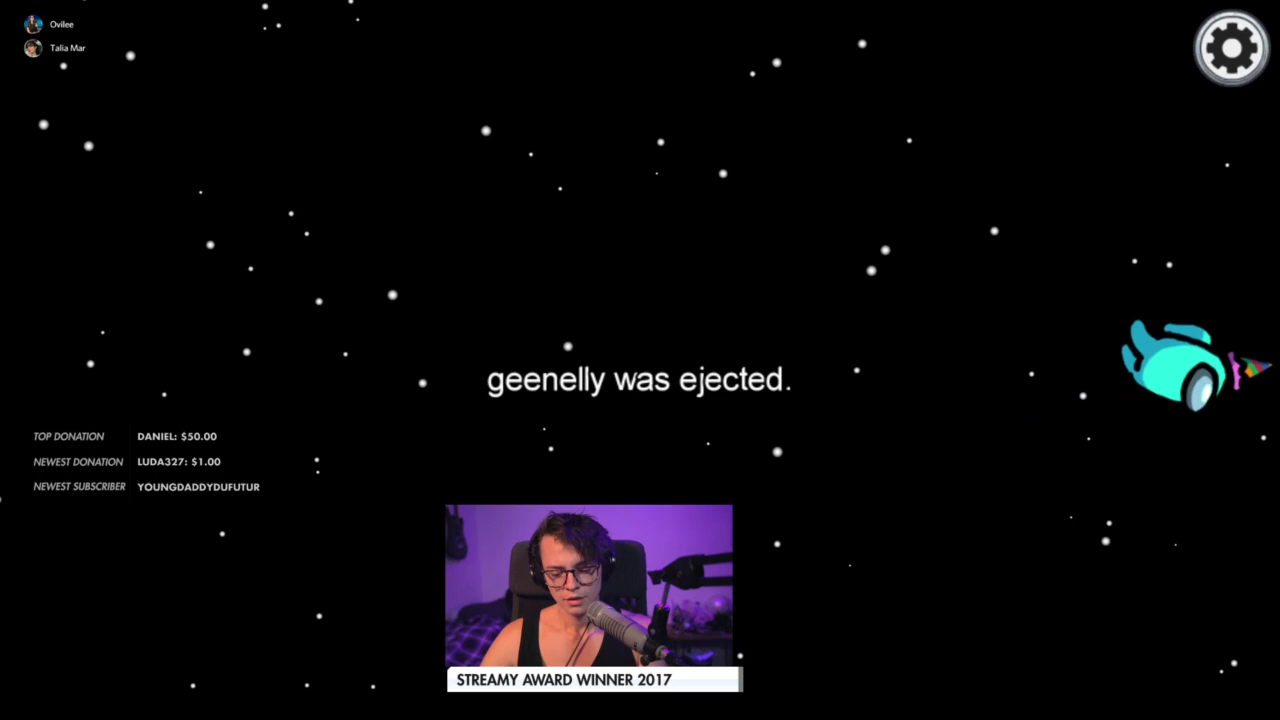 Ovilee
Talia Mar
geenelly was ejected.
TOP DONATION DANIEL: $50.00
NEWEST DONATION LUDA327: $1.00
NEWEST SUBSCRIBER YOUNGDADDYDUFUTUR
STREAMY AWARD WINNER 2017